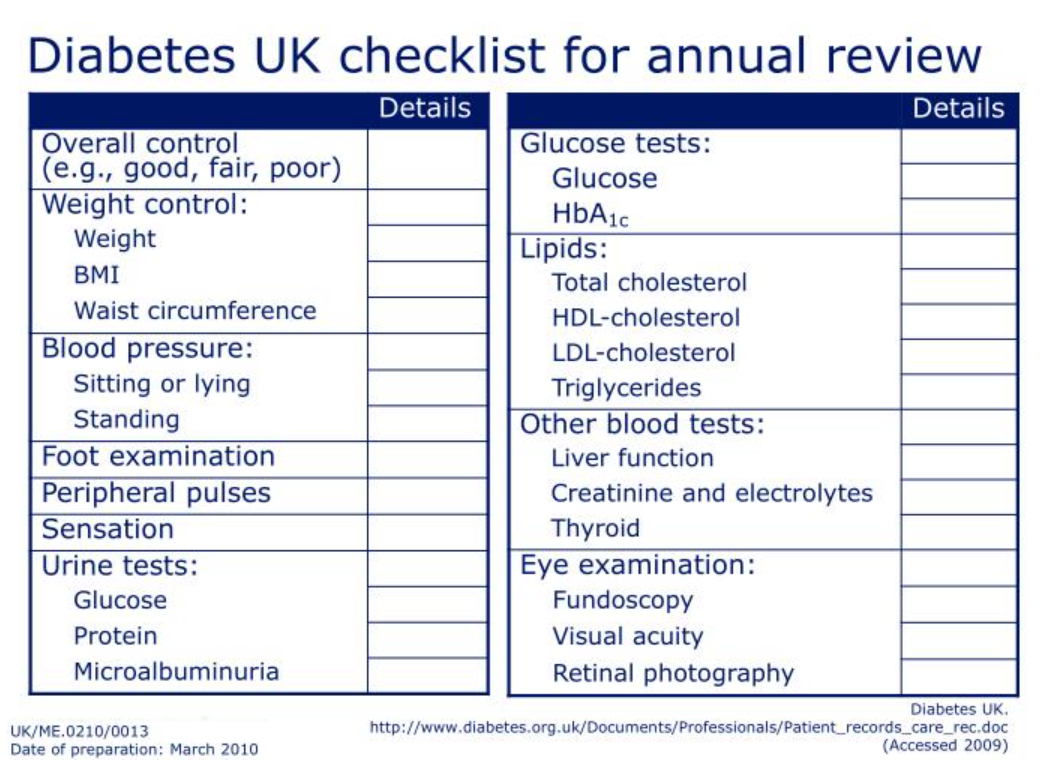 Diabetes UK checklist for annual review
Details
Overall control
(e.g., good, fair, poor)
Weight control:
Weight
BMI
Waist circumference
Blood pressure:
Sitting or lying
Standing
Foot examination
Peripheral pulses
Sensation
Urine tests:
Glucose
Protein
Microalbuminuria
Details
Glucose tests:
Glucose
HbA1c
Lipids:
Total cholesterol
HDL-cholesterol
LDL-cholesterol
Triglycerides
Other blood tests:
Liver function
Creatinine and electrolytes
Thyroid
Eye examination:
Fundoscopy
Visual acuity
Retinal photography
UK/ME.0210/0013
Date of preparation: March 2010
Diabetes UK.
http://www.diabetes.org.uk/Documents/Professionals/Patient_records_care_rec.doc
(Accessed 2009)